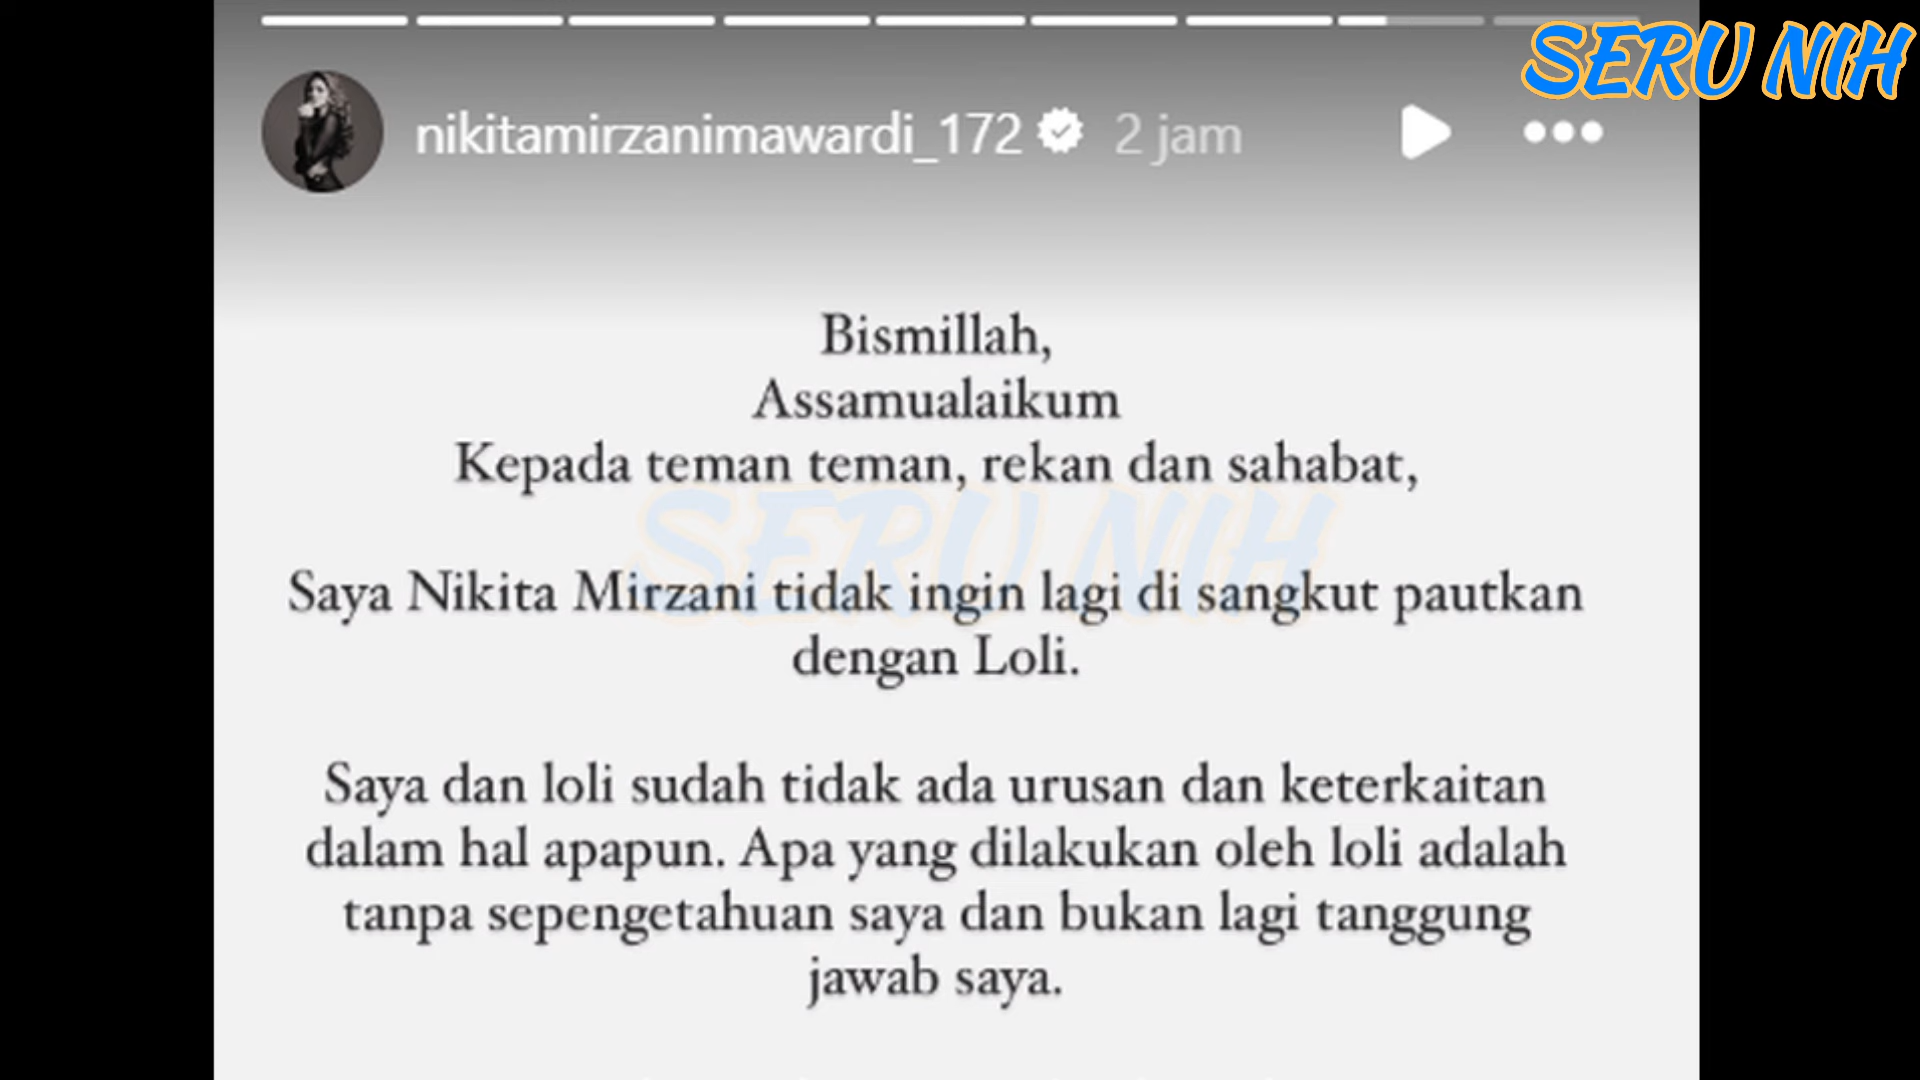 SERU NIH
nikitamirzanimawardi_172 2 jam
Bismillah,
Assamualaikum
Kepada teman teman, rekan dan sahabat,
SERU NIH
Saya Nikita Mirzani tidak ingin lagi di sangkut pautkan
dengan Loli.
Saya dan loli sudah tidak ada urusan dan keterkaitan
dalam hal apapun. Apa yang dilakukan oleh loli adalah
tanpa sepengetahuan saya dan bukan lagi tanggung
jawab saya.